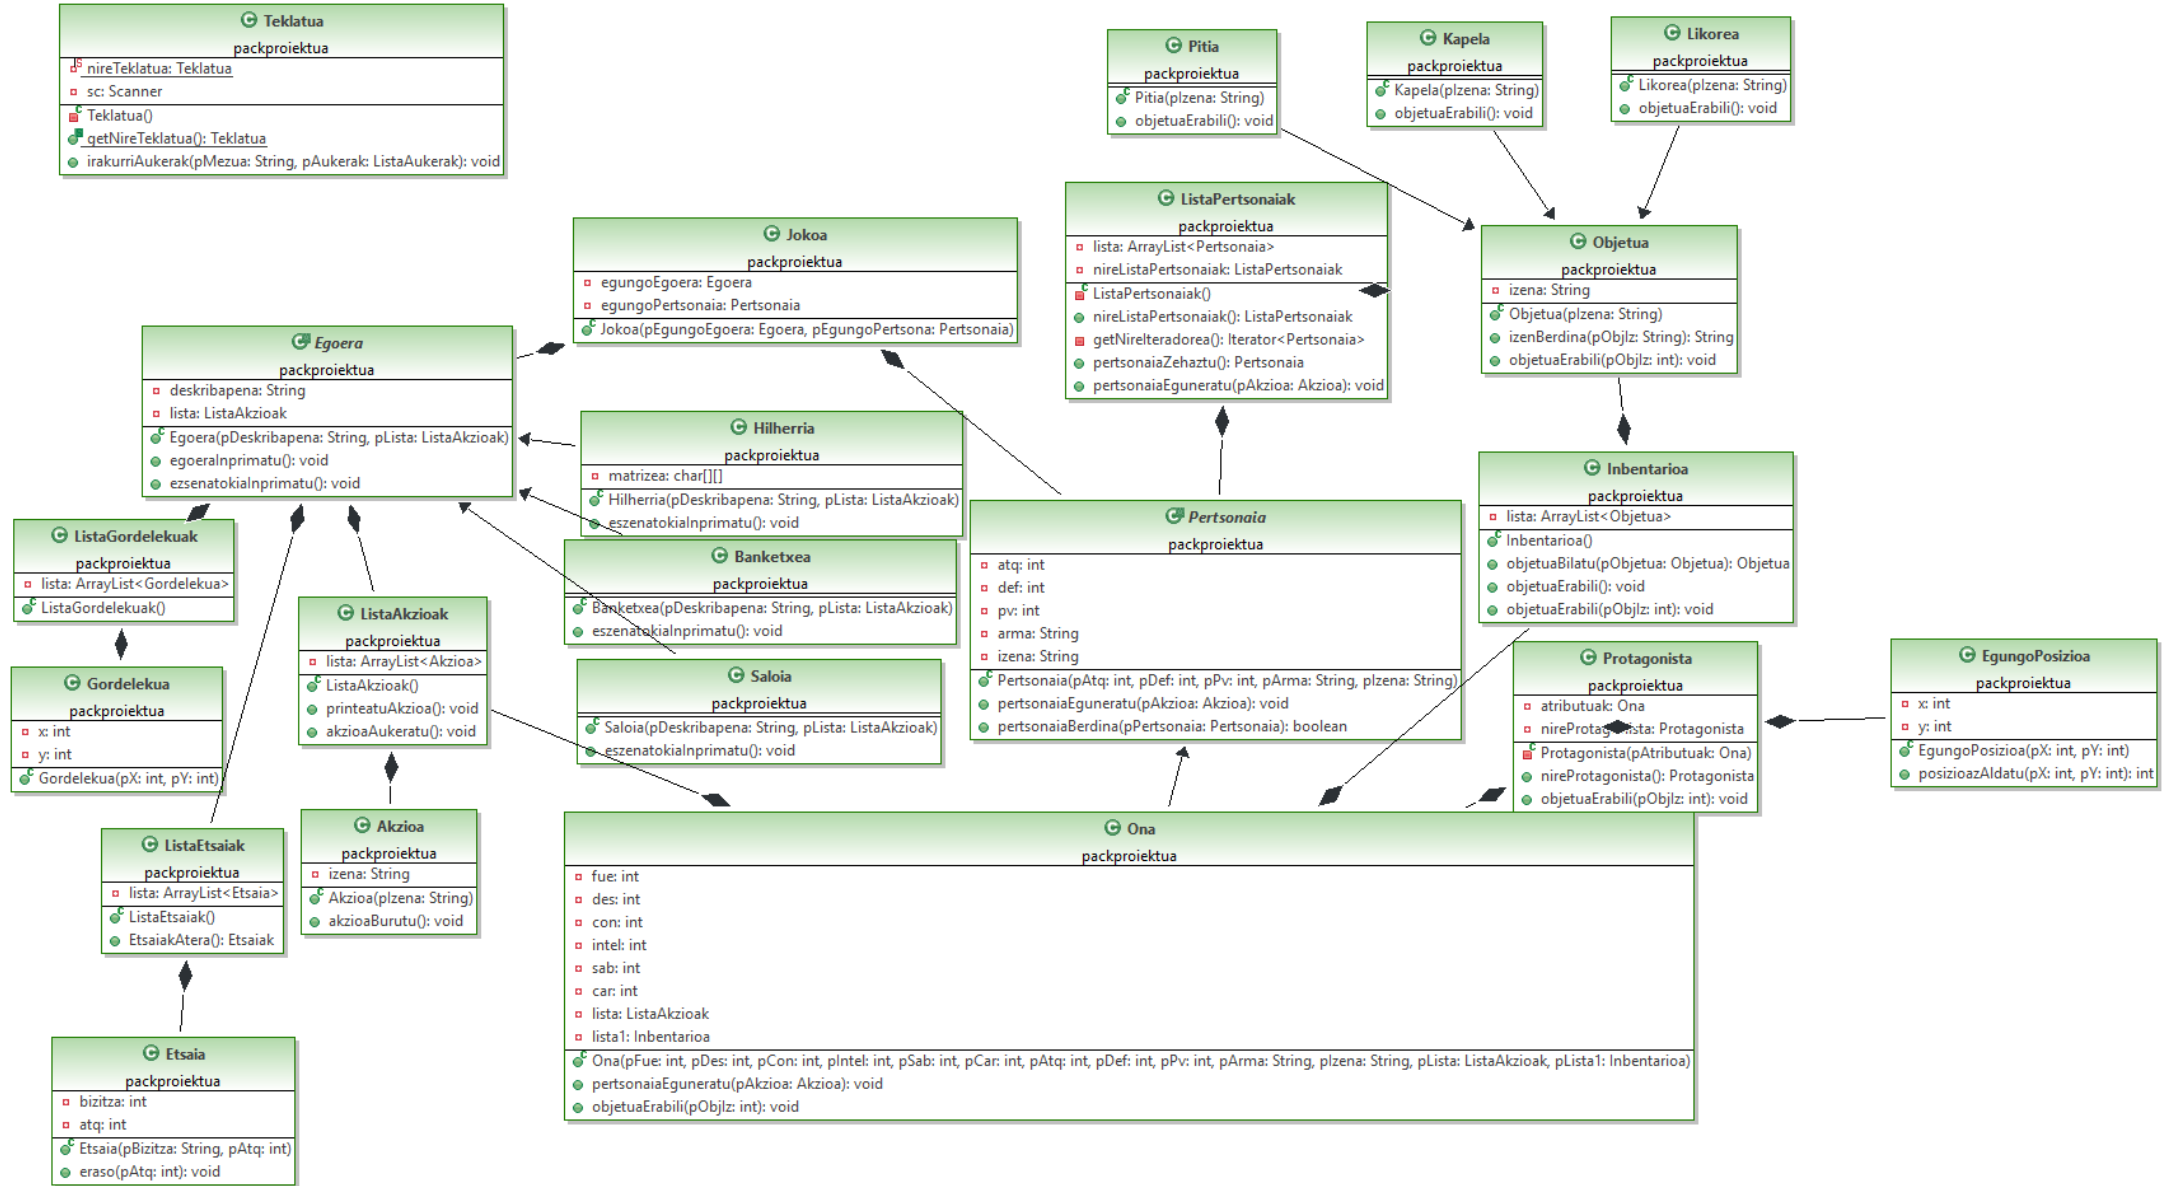 Teklatua
packproiektua
nireTeklatua: Teklatua
sc: Scanner
Teklatua()
getNireTeklatua(): Teklatua
irakurriAukerak(pMezua: String, pAukerak: ListaAukerak): void
Pitia
packproiektua
Pitia(pIzena: String)
objetuaErabili(): void
Kapela
packproiektua
Kapela(pIzena: String)
objetuaErabili(): void
Likorea
packproiektua
Likorea(pIzena: String)
objetuaErabili(): void
Jokoa
packproiektua
egungoEgoera: Egoera
egungoPertsonaia: Pertsonaia
Jokoa(pEgungoEgoera: Egoera, pEgungoPertsona: Pertsonaia)
ListaPertsonaiak
packproiektua
lista: ArrayList<Pertsonaia>
nireListaPertsonaiak: ListaPertsonaiak
ListaPertsonaiak()
nireListaPertsonaiak(): ListaPertsonaiak
getNireIteradorea(): Iterator<Pertsonaia>
pertsonaiaZehaztu(): Pertsonaia
pertsonaiaEguneratu(pAkzioa: Akzioa): void
Objetua
packproiektua
izena: String
Objetua(pIzena: String)
izenBerdina(pObjIz: String): String
objetuaErabili(pObjIz: int): void
Egoera
packproiektua
deskribapena: String
lista: ListaAkzioak
Egoera(pDeskribapena: String, pLista: ListaAkzioak)
egoeraInprimatu(): void
ezsenatokiaInprimatu(): void
Hilherria
packproiektua
matrizea: char[][]
Hilherria(pDeskribapena: String, pLista: ListaAkzioak)
eszenatokiaInprimatu(): void
Inbentarioa
packproiektua
lista: ArrayList<Objetua>
Inbentarioa()
objetuaBilatu(pObjetua: Objetua): Objetua
objetuaErabili(): void
objetuaErabili(pObjIz: int): void
Pertsonaia
packproiektua
atq: int
def: int
pv: int
arma: String
izena: String
Pertsonaia(pAtq: int, pDef: int, pPv: int, pArma: String, pIzena: String)
pertsonaiaEguneratu(pAkzioa: Akzioa): void
pertsonaiaBerdina(pPertsonaia: Pertsonaia): boolean
ListaGordelekuak
packproiektua
lista: ArrayList<Gordelekua>
ListaGordelekuak()
Banketxea
packproiektua
Banketxea(pDeskribapena: String, pLista: ListaAkzioak)
eszenatokiaInprimatu(): void
ListaAkzioak
packproiektua
lista: ArrayList<Akzioa>
ListaAkzioak()
printeatuAkzioa(): void
akzioaAukeratu(): void
Gordelekua
packproiektua
x: int
y: int
Gordelekua(pX: int, pY: int)
Saloia
packproiektua
Saloia(pDeskribapena: String, pLista: ListaAkzioak)
eszenatokiaInprimatu(): void
Protagonista
packproiektua
atributuak: Ona
Protagonista
Protagonista(pAtributuak: Ona)
nireProtagonista(): Protagonista
objetuaErabili(pObjIz: int): void
EgungoPosizioa
packproiektua
x: int
y: int
EgungoPosizioa(pX: int, pY: int)
posizioazAldatu(pX: int, pY: int): int
ListaEtsaiak
packproiektua
lista: ArrayList<Etsaia>
ListaEtsaiak()
EtsaiakAtera(): Etsaiak
Akzioa
packproiektua
izena: String
Akzioa(pIzena: String)
akzioaBurutu(): void
Ona
packproiektua
fue: int
des: int
con: int
intel: int
sab: int
car: int
lista: ListaAkzioak
lista1: Inbentarioa
Ona(pFue: int, pDes: int, pCon: int, pIntel: int, pSab: int, pCar: int, pAtq: int, pDef: int, pPv: int, pArma: String, pIzena: String, pLista: ListaAkzioak, pLista1: Inbentarioa)
pertsonaiaEguneratu(pAkzioa: Akzioa): void
objetuaErabili(pObjIz: int): void
Etsaia
packproiektua
bizitza: int
atq: int
Etsaia(pBizitza: String, pAtq: int)
eraso(pAtq: int): void